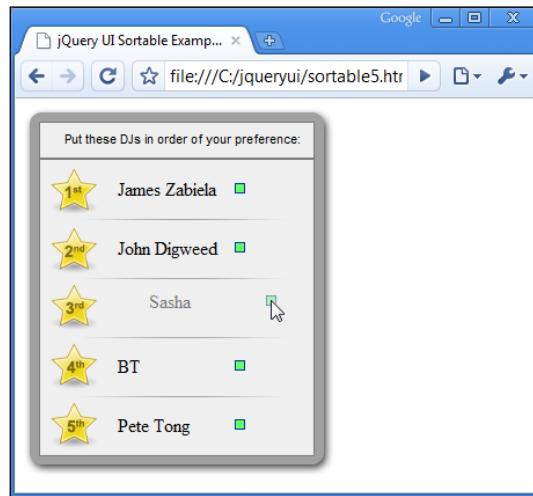 Google
jQuery UI Sortable Examp...
file:///C:/jqueryui/sortable5.htr
Put these DJs in order of your preference:
1st James Zabiela
2nd John Digweed
3rd Sasha
4th BT
5th Pete Tong